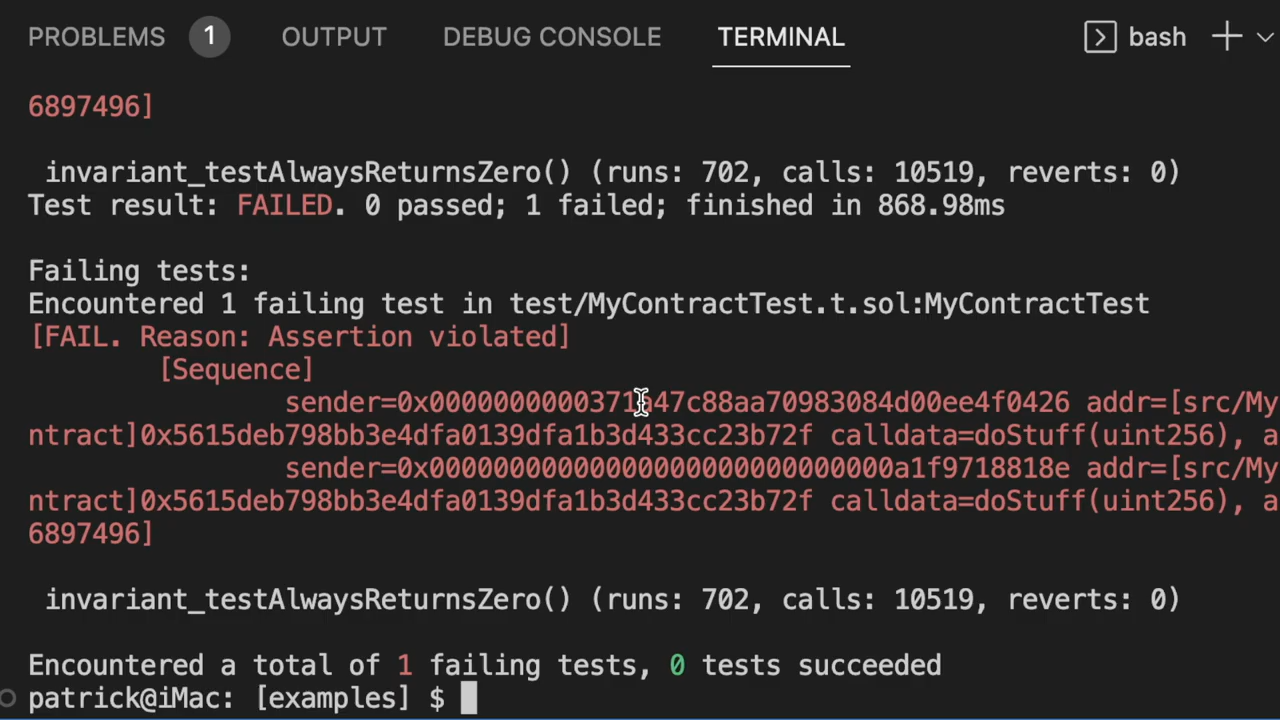 PROBLEMS 1 OUTPUT DEBUG CONSOLE TERMINAL bash
6897496]
invariant_testAlwaysReturnsZero() (runs: 702, calls: 10519, reverts: 0)
Test result: FAILED. 0 passed; 1 failed; finished in 868.98ms
Failing tests:
Encountered 1 failing test in test/MyContractTest.t.sol:MyContractTest
[FAIL. Reason: Assertion violated]
[Sequence]
addr=[src/My
ntract]0x5615deb798bb3e4dfa0139dfa1b3d433cc23b72f calldata=doStuff(uint256), a
sender=0x00000000000000000000000000000a1f9718818e addr=[src/My
ntract]0x5615deb798bb3e4dfa0139dfa1b3d433cc23b72f calldata=doStuff(uint256), a
6897496]
invariant_testAlwaysReturnsZero() (runs: 702, calls: 10519, reverts: 0)
Encountered a total of 1 failing tests, 0 tests succeeded
patrick@iMac: [examples] $